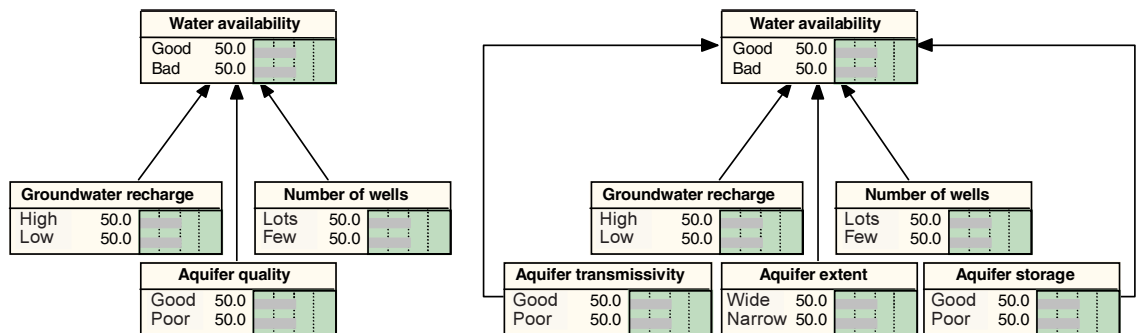 Water availability
Good 50.0
Bad 50.0
Groundwater recharge
High 50.0
Low 50.0
Number of wells
Lots 50.0
Few 50.0
Aquifer quality
Good 50.0
Poor 50.0
Water availability
Good 50.0
Bad 50.0
Groundwater recharge
High 50.0
Low 50.0
Number of wells
Lots 50.0
Few 50.0
Aquifer transmissivity
Good 50.0
Poor 50.0
Aquifer extent
Wide 50.0
Narrow 50.0
Aquifer storage
Good 50.0
Poor 50.0